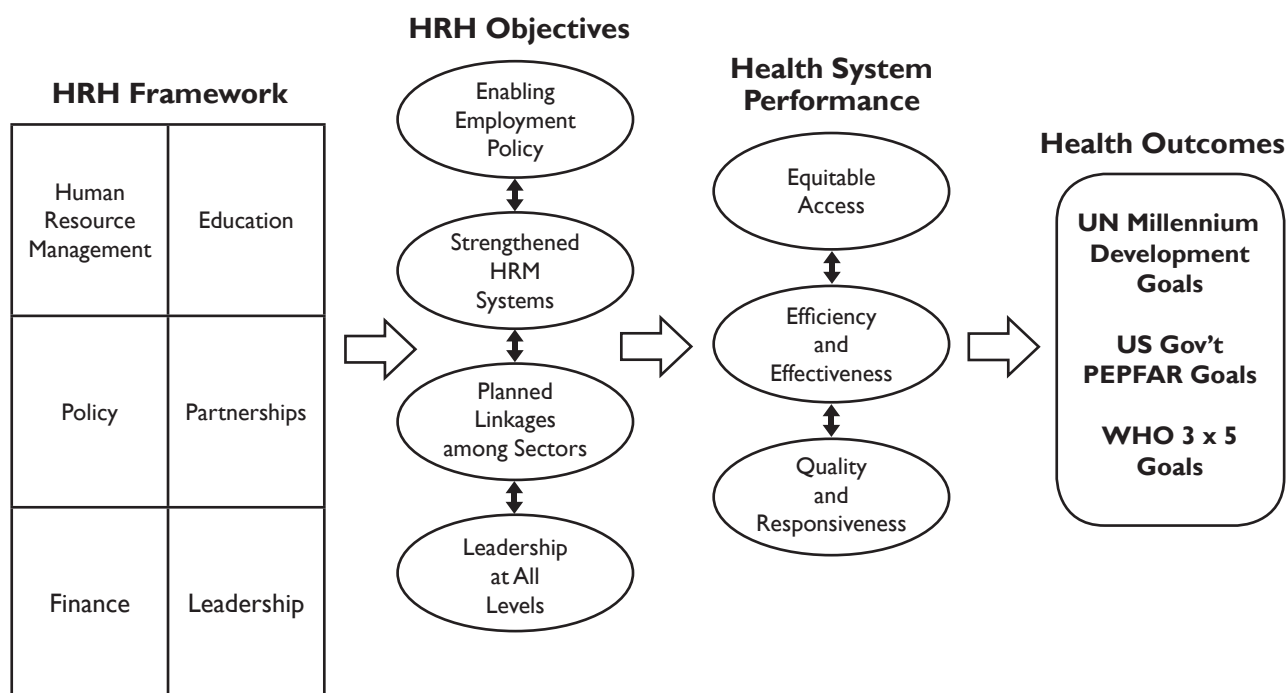 HRH Framework
Human
Resource
Management
Education
Policy
Partnerships
Finance
Leadership
HRH Objectives
Enabling
Employment
Policy
Strengthened
HRM
Systems
Planned
Linkages
among Sectors
Leadership
at All
Levels
Health System
Performance
Equitable
Access
Efficiency
and
Effectiveness
Quality
and
Responsiveness
Health Outcomes
UN Millennium
Development
Goals
US Gov't
PEPFAR Goals
WHO 3 x 5
Goals